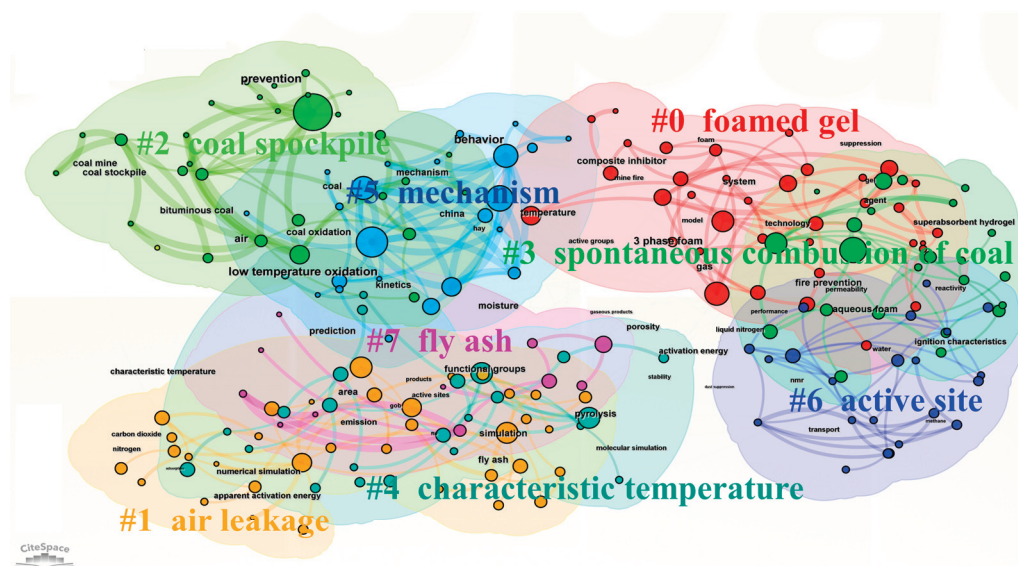 prevention
#2 coal spockpile
coal mine
coal stockpile
bituminous coal
air
coal oxidation
low temperature oxidation
behavior
mechanism
coal
#5 mechanism
china
hay
temperature
kinetics
moisture
prediction
#0 foamed gel
foam
suppression
composite inhibitor
mine fire
system
gel
agent
model
technology
superabsorbent hydrogel
active groups
3 phase foam
#3 spontaneous combustion of coal
gas
fire prevention
permeability
reactivity
performance
aqueous foam
liquid nitrogen
ignition characteristics
water
nmr
dust suppression
#6 active site
methane
transport
gaseous products
porosity
#7 fly ash
activation energy
characteristic temperature
functional groups
stability
products
area
active sites
gob
pyrolysis
emission
simulation
carbon dioxide
nitrogen
molecular simulation
fly ash
adsorption
numerical simulation
apparent activation energy
#4 characteristic temperature
#1 air leakage
CiteSpace